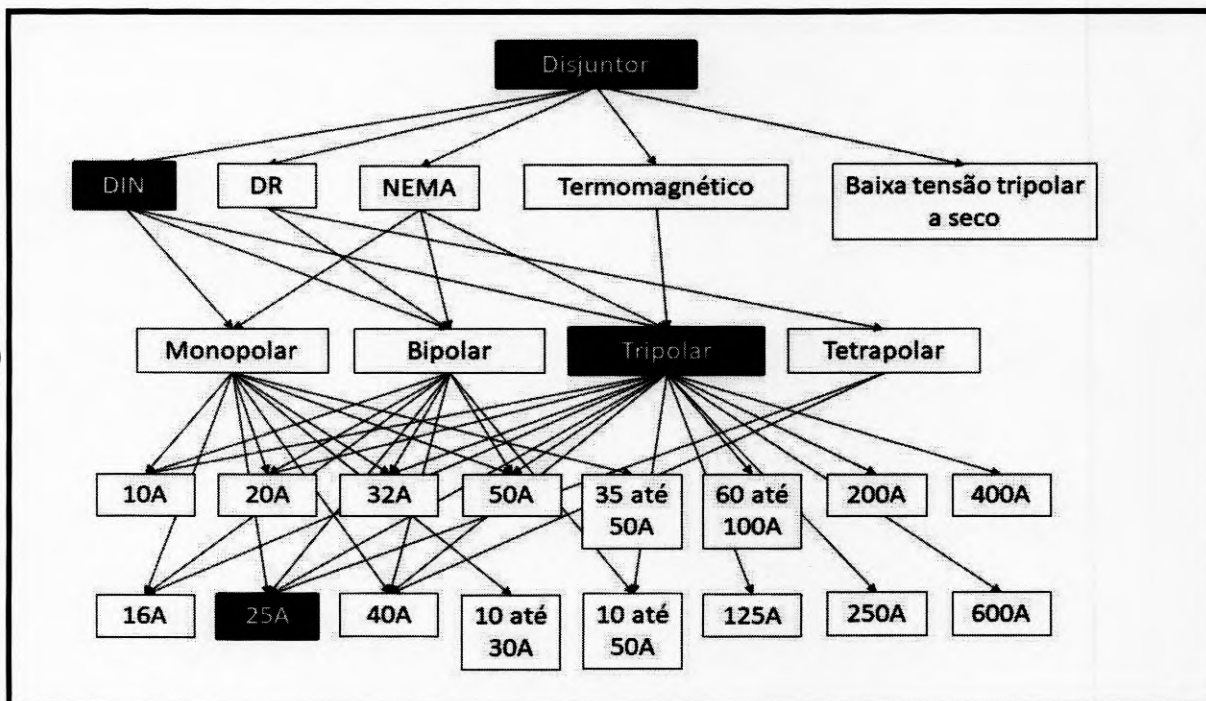 Disjuntor
DIN
DR
NEMA
Termomagnético
Baixa tensão tripolar
a seco
Monopolar
Bipolar
Tripolar
Tetrapolar
10A
20A
32A
50A
35 até
50A
60 até
100A
200A
400A
16A
25A
40A
10 até
30A
10 até
50A
125A
250A
600A